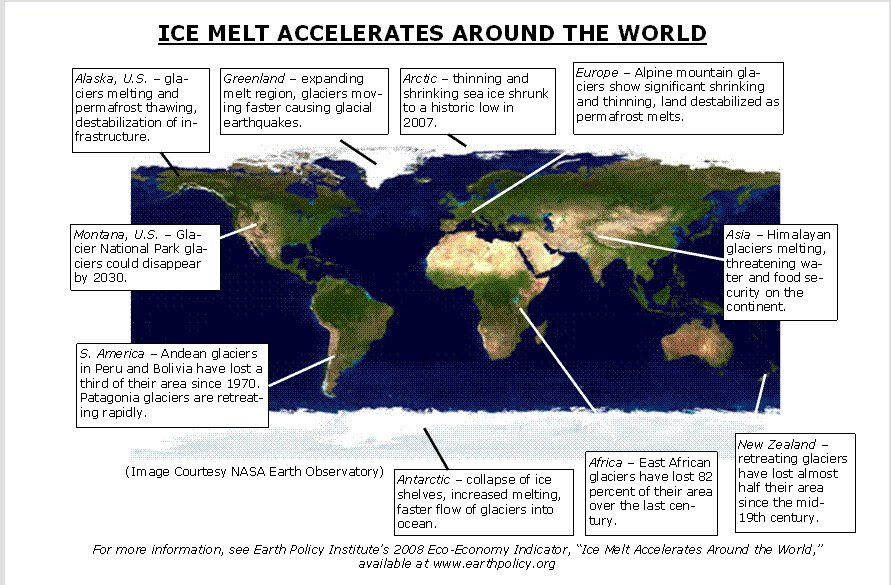 ICE MELT ACCELERATES AROUND THE WORLD
Alaska, U.S. – gla-
ciers melting and
permafrost thawing,
destabilization of in-
frastructure.
Greenland – expanding
melt region, glaciers mov-
ing faster causing glacial
earthquakes.
Arctic – thinning and
shrinking sea ice shrunk
to a historic low in
2007.
Europe – Alpine mountain gla-
ciers show significant shrinking
and thinning, land destabilized as
permafrost melts.
Montana, U.S. – Gla-
cier National Park gla-
ciers could disappear
by 2030.
Asia – Himalayan
glaciers melting,
threatening wa-
ter and food se-
curity on the
continent.
S. America – Andean glaciers
in Peru and Bolivia have lost a
third of their area since 1970.
Patagonia glaciers are retreat-
ing rapidly.
(Image Courtesy NASA Earth Observatory)
Antarctic – collapse of ice
shelves, increased melting,
faster flow of glaciers into
ocean.
Africa – East African
glaciers have lost 82
percent of their area
over the last cen-
tury.
New Zealand –
retreating glaciers
have lost almost
half their area
since the mid-
19th century.
For more information, see Earth Policy Institute's 2008 Eco-Economy Indicator, "Ice Melt Accelerates Around the World,"
available at www.earthpolicy.org